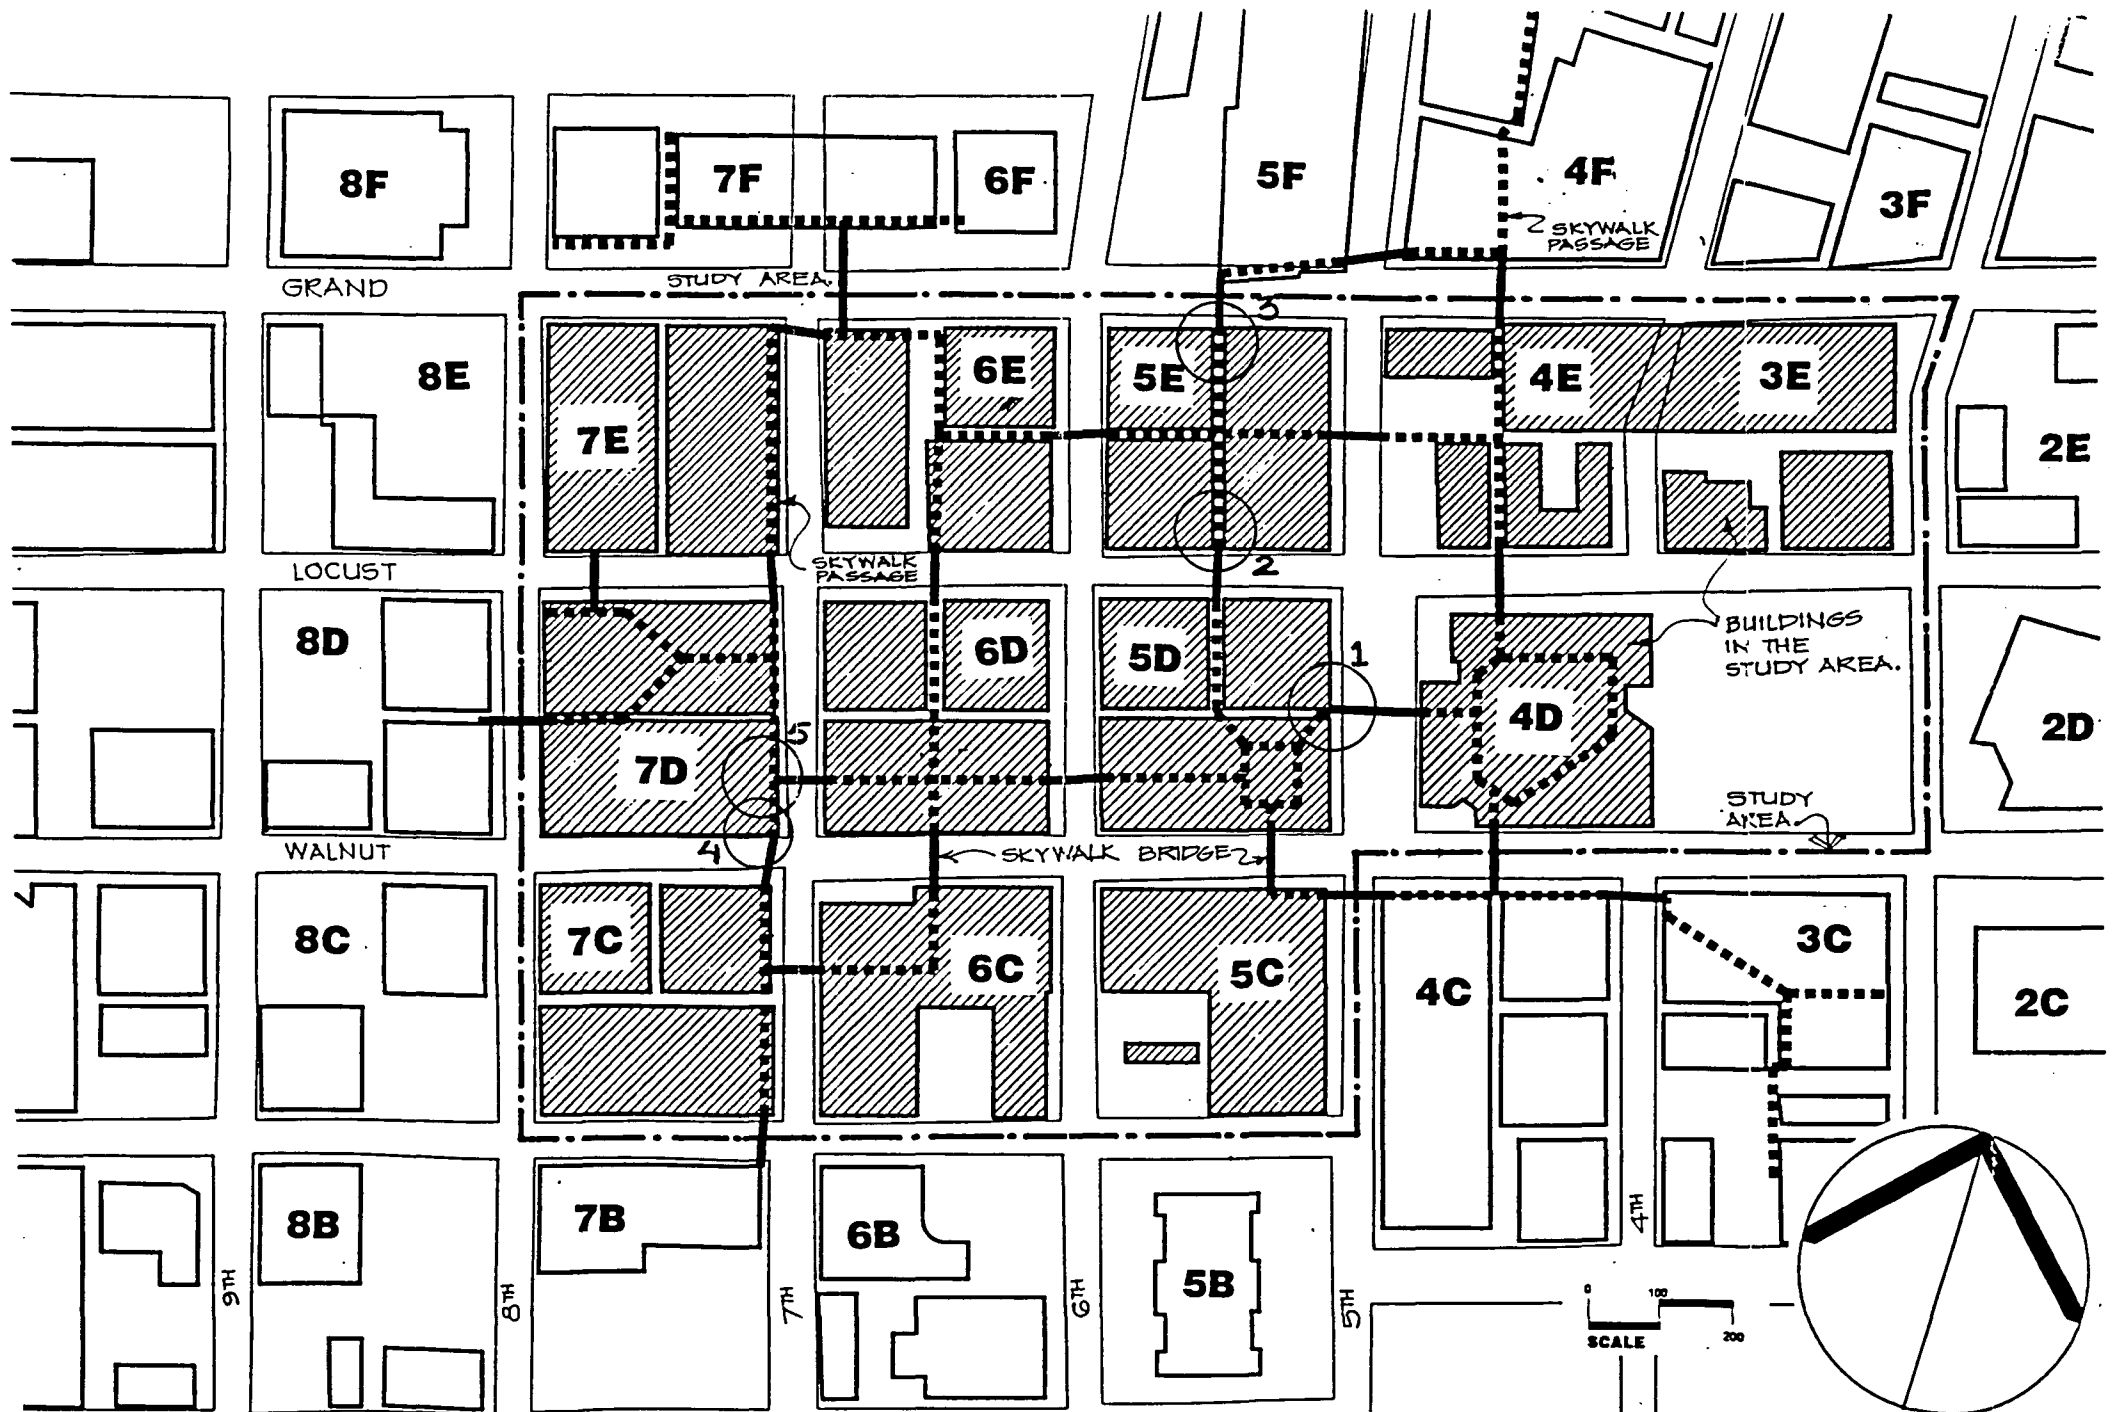 8F
7F
6F
5F
4F
3F
SKYWALK
PASSAGE
GRAND
STUDY AREA.
3
8E
7E
6E
5E
4E
3E
2E
LOCUST
SKYWALK
PASSAGE
2
8D
6D
5D
1
4D
BUILDINGS
IN THE
STUDY AREA.
2D
5
7D
STUDY
AREA
WALNUT
4
SKYWALK BRIDGE
8C
7C
6C
5C
4C
3C
2C
8B
7B
6B
5B
9TH
8TH
7TH
6TH
5TH
4TH
0
100
200
SCALE